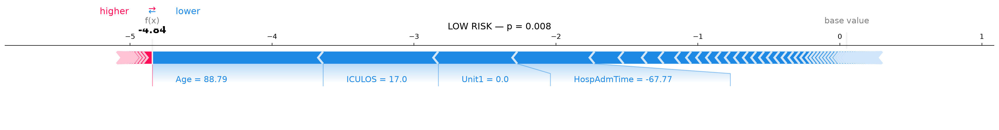 higher ⇄ lower
f(x)
base value
LOW RISK — p = 0.008
-4.84
−5 −4 −3 −2 −1 0 1
Age = 88.79 ICULOS = 17.0 Unit1 = 0.0 HospAdmTime = -67.77